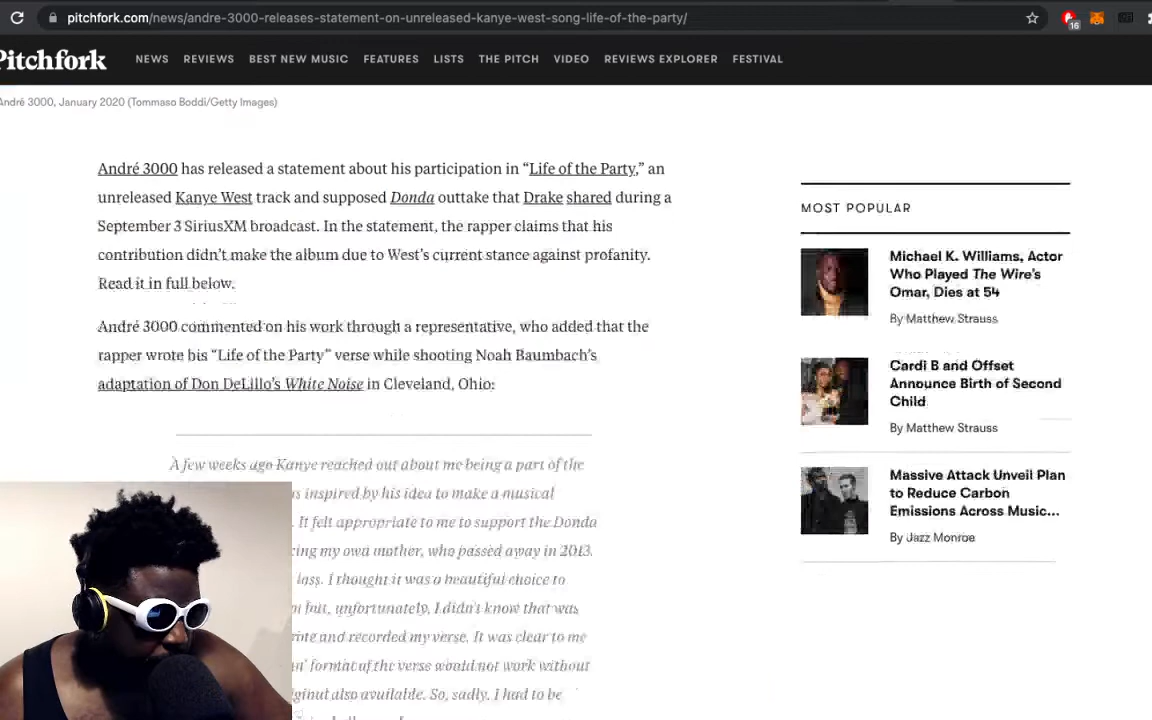 pitchfork.com/news/andre-3000-releases-statement-on-unreleased-kanye-west-song-life-of-the-party/
16
Pitchfork NEWS REVIEWS BEST NEW MUSIC FEATURES LISTS THE PITCH VIDEO REVIEWS EXPLORER FESTIVAL
André 3000, January 2020 (Tommaso Boddi/Getty Images)
André 3000 has released a statement about his participation in “Life of the Party,” an
unreleased Kanye West track and supposed Donda outtake that Drake shared during a
September 3 SiriusXM broadcast. In the statement, the rapper claims that his
contribution didn’t make the album due to West’s current stance against profanity.
Read it in full below.
André 3000 commented on his work through a representative, who added that the
rapper wrote his “Life of the Party” verse while shooting Noah Baumbach’s
adaptation of Don DeLillo’s White Noise in Cleveland, Ohio:
A few weeks ago Kanye reached out about me being a part of the
inspired by his idea to make a musical
It felt appropriate to me to support the Donda
my own mother, who passed away in 2013.
loss. I thought it was a beautiful choice to
but, unfortunately, I didn’t know that was
and recorded my verse. It was clear to me
format of the verse would not work without
also available. So, sadly, I had to be
MOST POPULAR
Michael K. Williams, Actor
Who Played The Wire’s
Omar, Dies at 54
By Matthew Strauss
Cardi B and Offset
Announce Birth of Second
Child
By Matthew Strauss
Massive Attack Unveil Plan
to Reduce Carbon
Emissions Across Music...
By Jazz Monroe